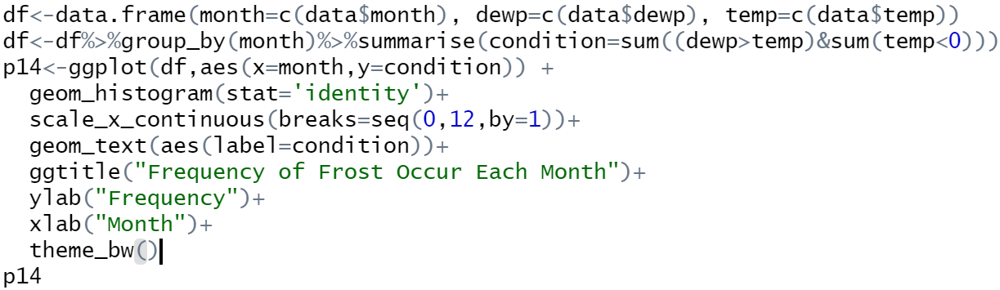 df<-data.frame(month=c(data$month), dewp=c(data$dewp), temp=c(data$temp))
df<-df%>%group_by(month)%>%summarise(condition=sum((dewp>temp)&sum(temp<0)))
p14<-ggplot(df,aes(x=month,y=condition)) +
  geom_histogram(stat='identity')+
  scale_x_continuous(breaks=seq(0,12,by=1))+
  geom_text(aes(label=condition))+
  ggtitle("Frequency of Frost Occur Each Month")+
  ylab("Frequency")+
  xlab("Month")+
  theme_bw()
p14